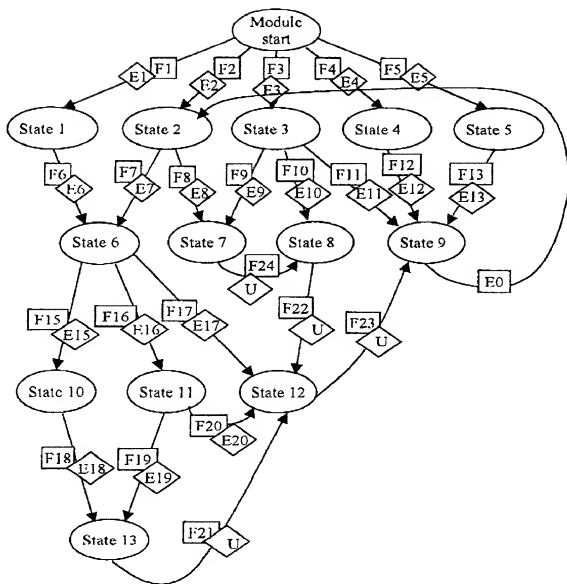 Module
start
F1 F2 F3 F4 F5
E1 E2 E3 E4 E5
State 1 State 2 State 3 State 4 State 5
F6 F7 F8 F9 F10 F11 F12 F13
E6 E7 E8 E9 E10 E11 E12 E13
State 6 State 7 State 8 State 9
F24 E0
U
F15 F16 F17 F22 F23
E15 E16 E17 U U
State 10 State 11 State 12
F20
E20
F18 F19
E18 E19
State 13
F21
U